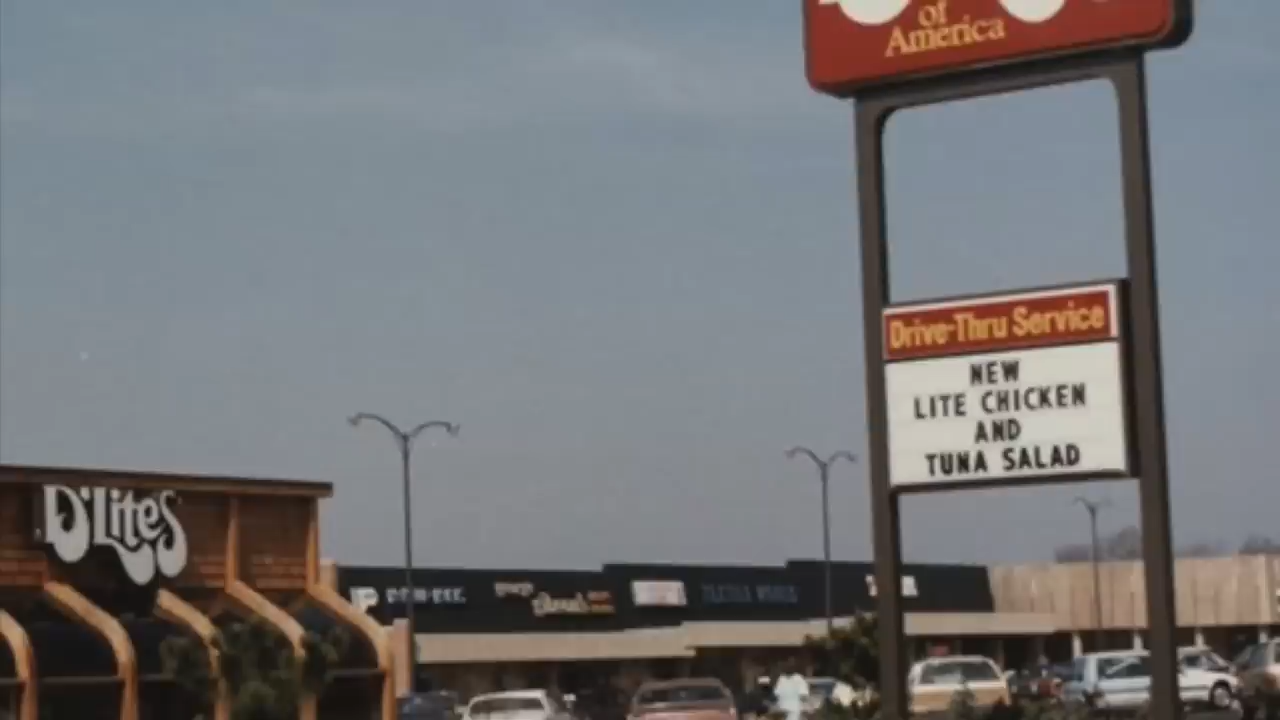 of
America
Drive-Thru Service
NEW
LITE CHICKEN
AND
TUNA SALAD
D'Lites